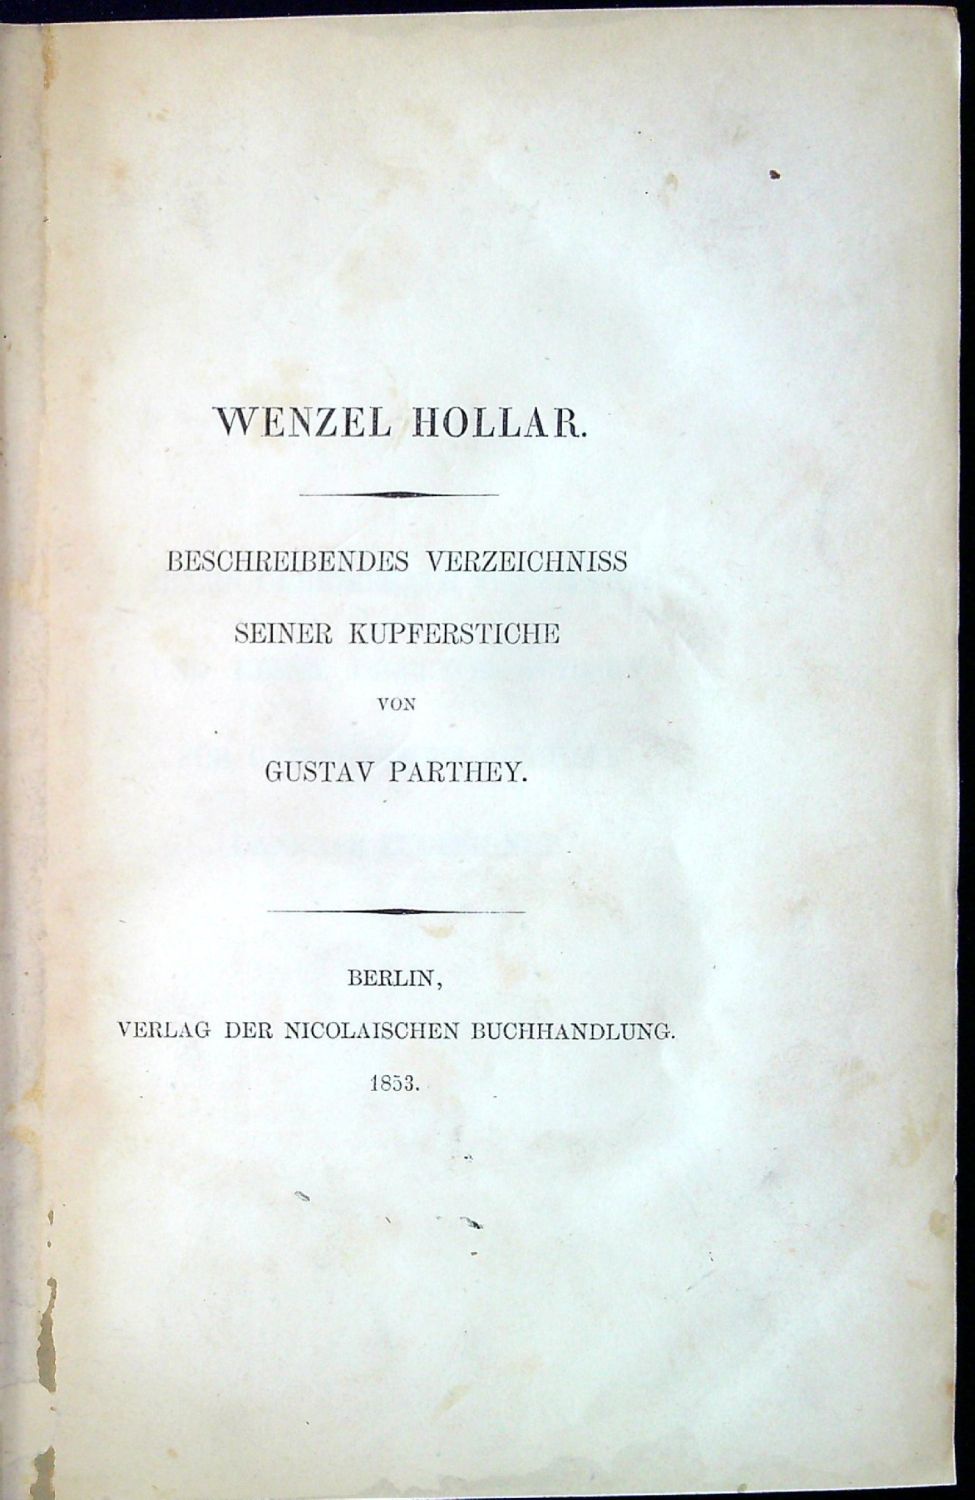 WENZEL HOLLAR.
BESCHREIBENDES VERZEICHNISS
SEINER KUPFERSTICHE
VON
GUSTAV PARTHEY.
BERLIN,
VERLAG DER NICOLAISCHEN BUCHHANDLUNG.
1853.